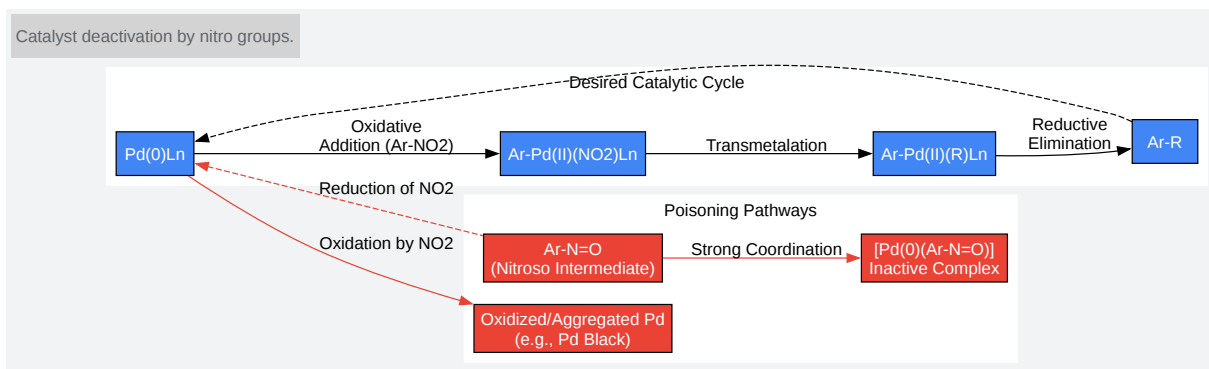 Catalyst deactivation by nitro groups.
Desired Catalytic Cycle
Pd(0)Ln
Oxidative
Addition (Ar-NO2)
Ar-Pd(II)(NO2)Ln
Transmetalation
Ar-Pd(II)(R)Ln
Reductive
Elimination
Ar-R
Reduction of NO2
Oxidation by NO2
Poisoning Pathways
Ar-N=O
(Nitroso Intermediate)
Strong Coordination
[Pd(0)(Ar-N=O)]
Inactive Complex
Oxidized/Aggregated Pd
(e.g., Pd Black)